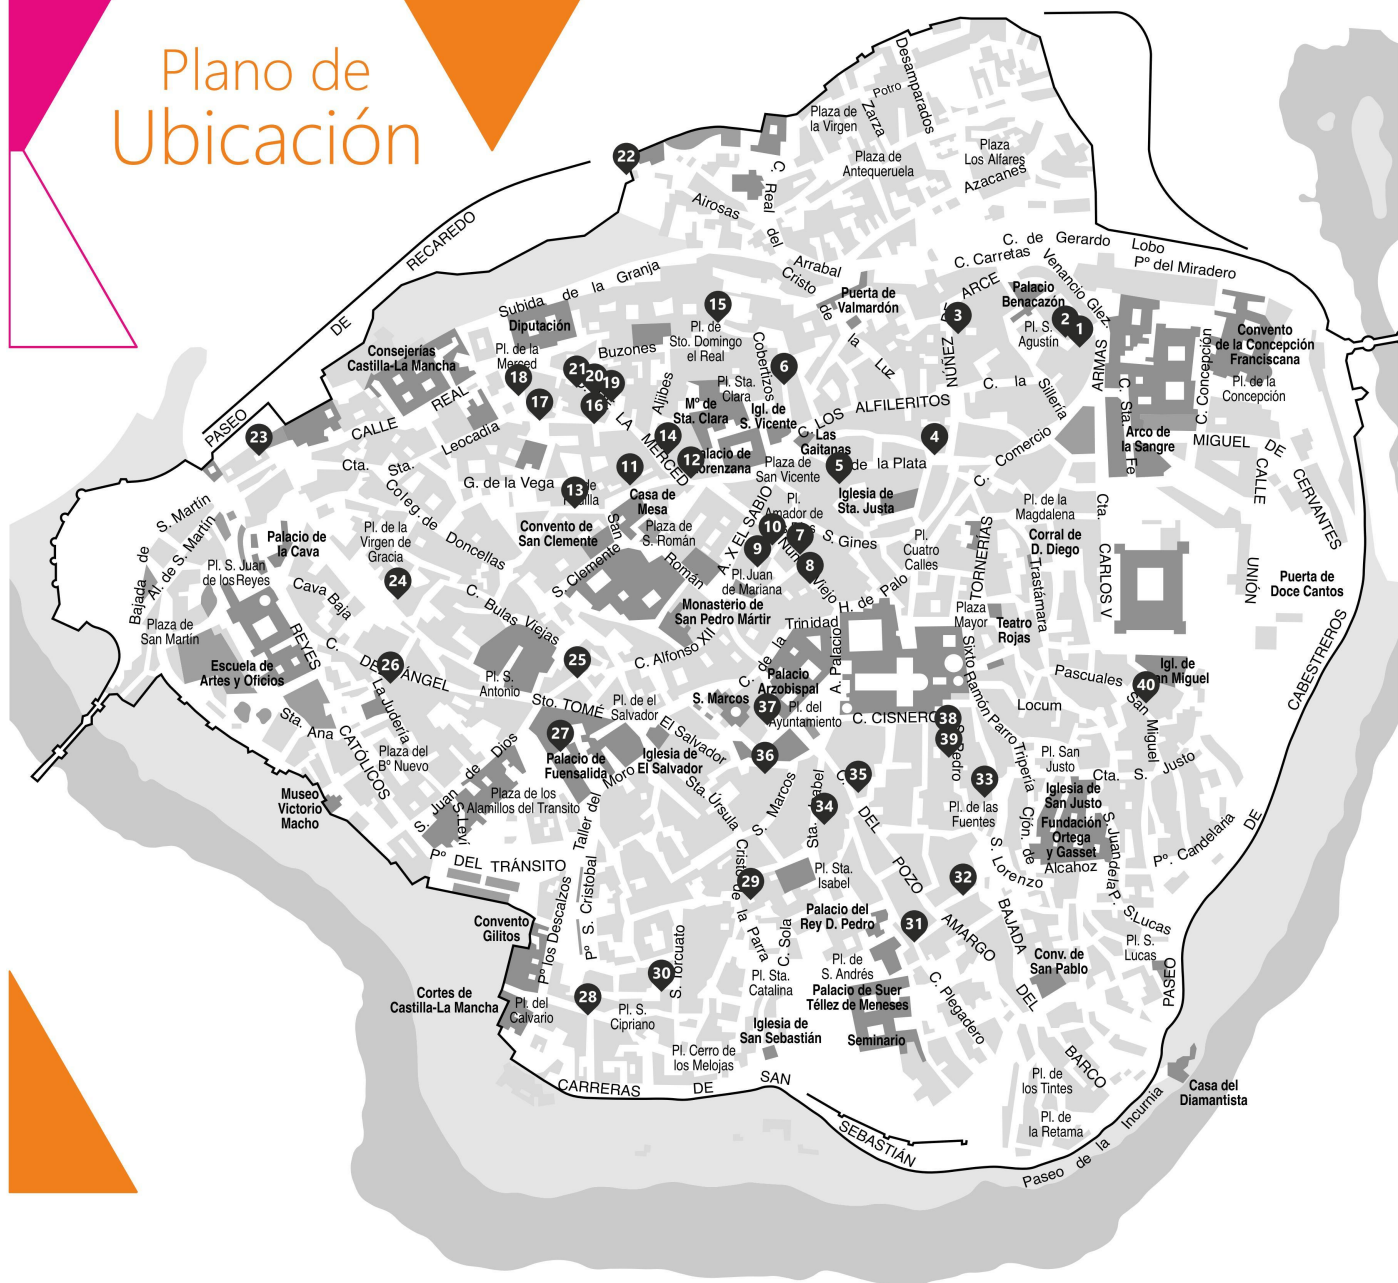 Plano de
Ubicación
Desamparados
Potro
Zarza
Plaza de
la Virgen
Plaza de
Antequeruela
Plaza
Los Alfares
Azacanes
22
C. Real del
Arrabal
Airosas
RECAREDO
DE
PASEO
C. de Gerardo Lobo
C. Carretas
Venancio Glez.
Pº del Miradero
Subida de la Granja
Cristo de la Luz
Puerta de
Valmardón
ARCE
NUÑEZ
Palacio
Benacazón
15
3
2
1
Pl. S.
Agustín
Diputación
Pl. de
Sto. Domingo
el Real
Convento
de la Concepción
Franciscana
C. Concepción
ARMAS
Consejerías
Castilla-La Mancha
Pl. de la
Merced
Buzones
Cobertizos
6
21
20
19
18
17
16
Pl. Sta.
Clara
C. la
Sillería
C. Sta. Fe
Pl. de la
Concepción
REAL
CALLE
Aljibes
LA MERCED
Mº de
Sta. Clara
Igl. de
S. Vicente
C. LOS ALFILERITOS
Las
Gaitanas
4
C. Comercio
Arco de
la Sangre
MIGUEL DE
CERVANTES
CALLE
UNIÓN
23
Leocadia
Sta.
Cta.
14
12
11
13
Plaza de
San Vicente
5
de la Plata
Iglesia de
Sta. Justa
G. de la Vega
Casa de
Mesa
Plaza de
S. Román
Coleg. de Doncellas
Convento de
San Clemente
San
Román
A. X EL SABIO
Pl.
Amador de
10
7
9
8
S. Gines
Pl.
Cuatro
Calles
TORNERÍAS
Pl. de la
Magdalena
Corral de
D. Diego
Trastámara
Cta.
CARLOS V
S. Martín
Bajada de
Al. de S. Martín
Palacio de
la Cava
Pl. de la
Virgen de
Gracia
Pl. S. Juan
de los Reyes
24
Cava Baja
S. Clemente
C. Bulas Viejas
Pl. Juan
de Mariana
Viejo
H. de Palo
Monasterio de
San Pedro Mártir
Trinidad
Plaza
Mayor
Teatro
Rojas
Puerta de
Doce Cantos
Plaza de
San Martín
REYES
CATÓLICOS
C.
Escuela de
Artes y Oficios
26
ÁNGEL
25
C. Alfonso XII
C. de la
A. Palacio
Sixto Ramón Parro
Pascuales
Igl. de
40
San Miguel
CABESTREROS
DE
PASEO
Pl. S.
Antonio
Sto. TOMÉ
Pl. de el
Salvador
S. Marcos
Palacio
Arzobispal
37
Pl. del
Ayuntamiento
C. CISNEROS
38
39
Locum
Sta. Ana
La Judería
27
Palacio de
Fuensalida
Iglesia de
El Salvador
El Salvador
36
Plaza del
Bº Nuevo
S. Juan de Dios
Taller del Moro
35
33
Tripería
Pl. San
Justo
Cta. S. Justo
Museo
Victorio
Macho
Plaza de los
Alamillos del Transito
S. Leví
Sta. Úrsula
S. Marcos
34
Pl. de las
Fuentes
Iglesia de
San Justo
Fundación
Ortega
y Gasset
Alcahoz
Cjón. de
S. Juan de la P.
Pº. Candelaria
Pº DEL TRÁNSITO
Pº S. Cristobal
Cristo de la Parra
29
Sta.
Pl. Sta.
Isabel
C. DEL POZO AMARGO
32
S. Lorenzo
Convento
Gilitos
Pº los Descalzos
C. Sola
Palacio del
Rey D. Pedro
31
BAJADA DEL BARCO
S.Lucas
Pl. S.
Lucas
30
S. Torcuato
Pl. Sta.
Catalina
Pl. de
S. Andrés
Conv. de
San Pablo
Cortes de
Castilla-La Mancha
Pl. del
Calvario
28
Pl. S.
Cipriano
Palacio de Suer
Téllez de Meneses
C. Plegadero
Iglesia de
San Sebastián
Seminario
Pl. Cerro de
los Melojas
CARRERAS DE SAN SEBASTIÁN
Pl. de
los Tintes
Casa del
Diamantista
Pl. de
la Retama
Paseo de la Incurnia